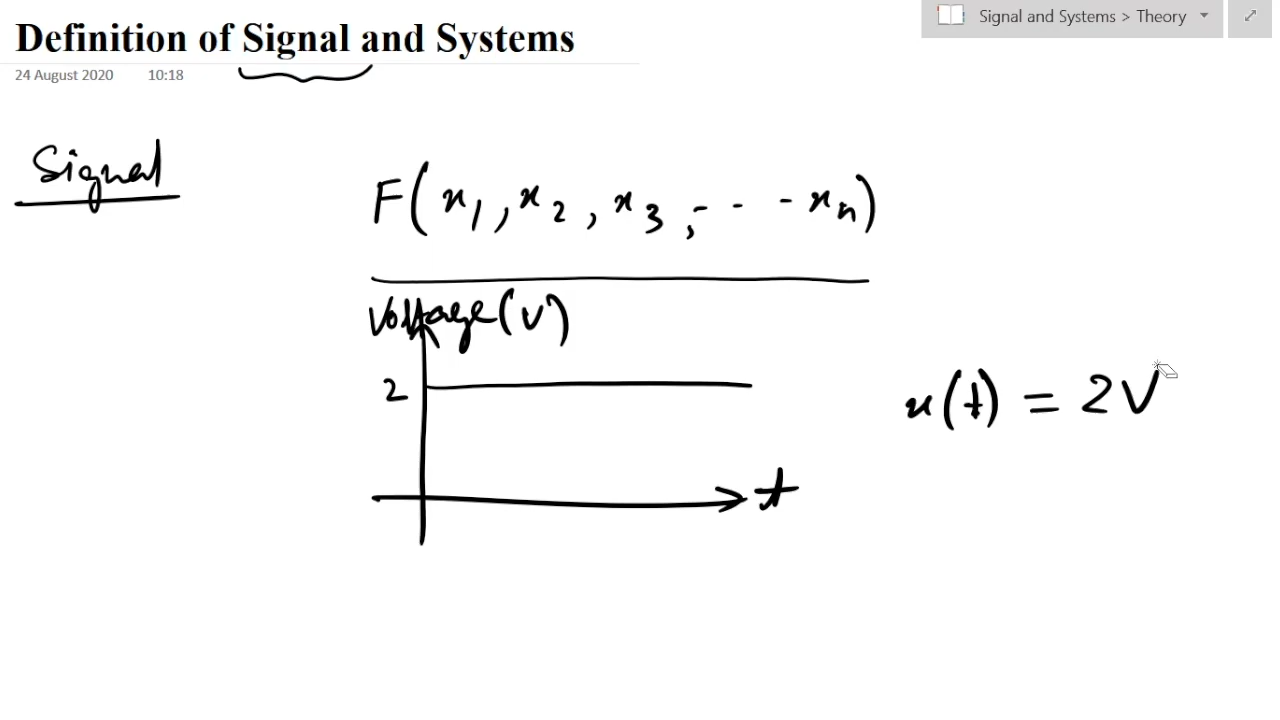 Signal and Systems > Theory
Definition of Signal and Systems
24 August 2020 10:18
Signal
F(x1, x2, x3, - - - xn)
Voltage(V)
2
x(t) = 2V
t